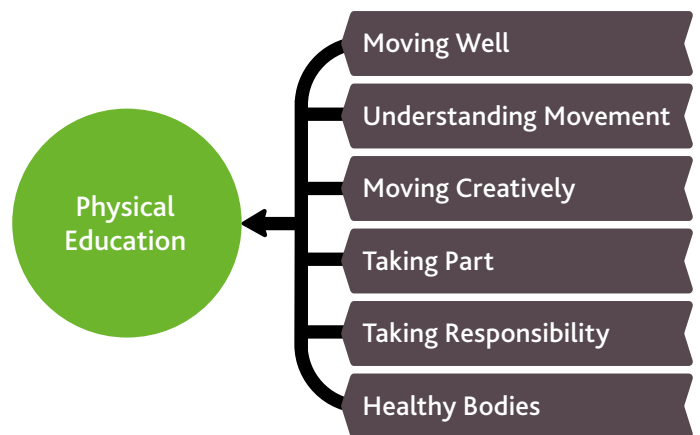 Physical
Education
Moving Well
Understanding Movement
Moving Creatively
Taking Part
Taking Responsibility
Healthy Bodies